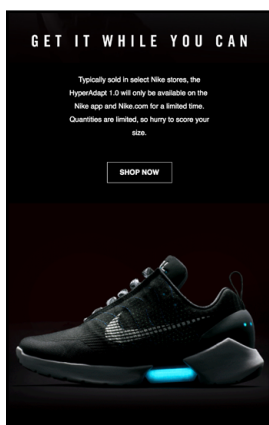 GET IT WHILE YOU CAN
Typically sold in select Nike stores, the
HyperAdapt 1.0 will only be available on the
Nike app and Nike.com for a limited time.
Quantities are limited, so hurry to score your
size.
SHOP NOW